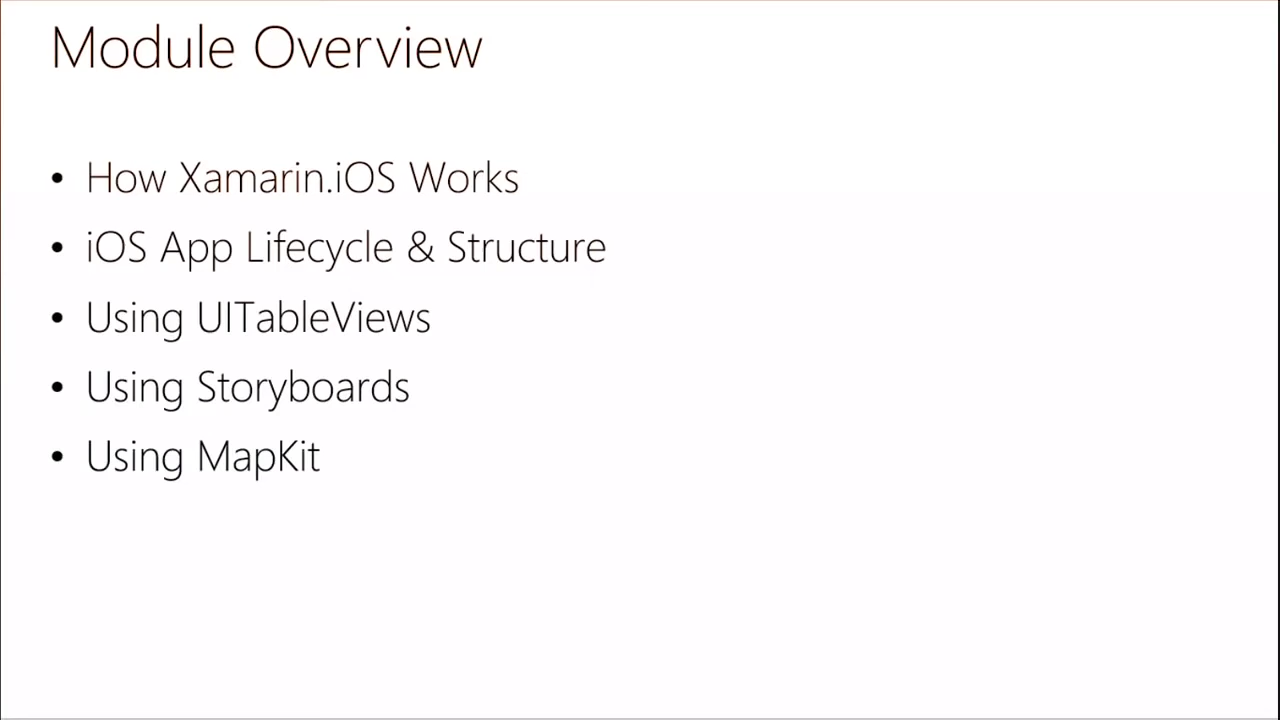 Module Overview
• How Xamarin.iOS Works
• iOS App Lifecycle & Structure
• Using UITableViews
• Using Storyboards
• Using MapKit